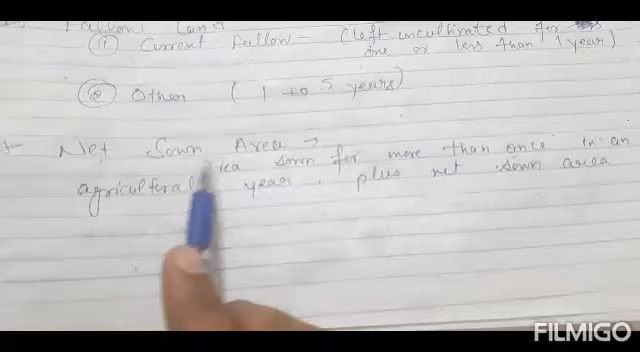 Fallow Land
① Current Fallow - (left uncultivated for
one or less than 1 year)
② Other ( 1 to 5 years)
Net Sown Area →
area sown for more than once in an
agricultural year. plus net sown area
FILMIGO